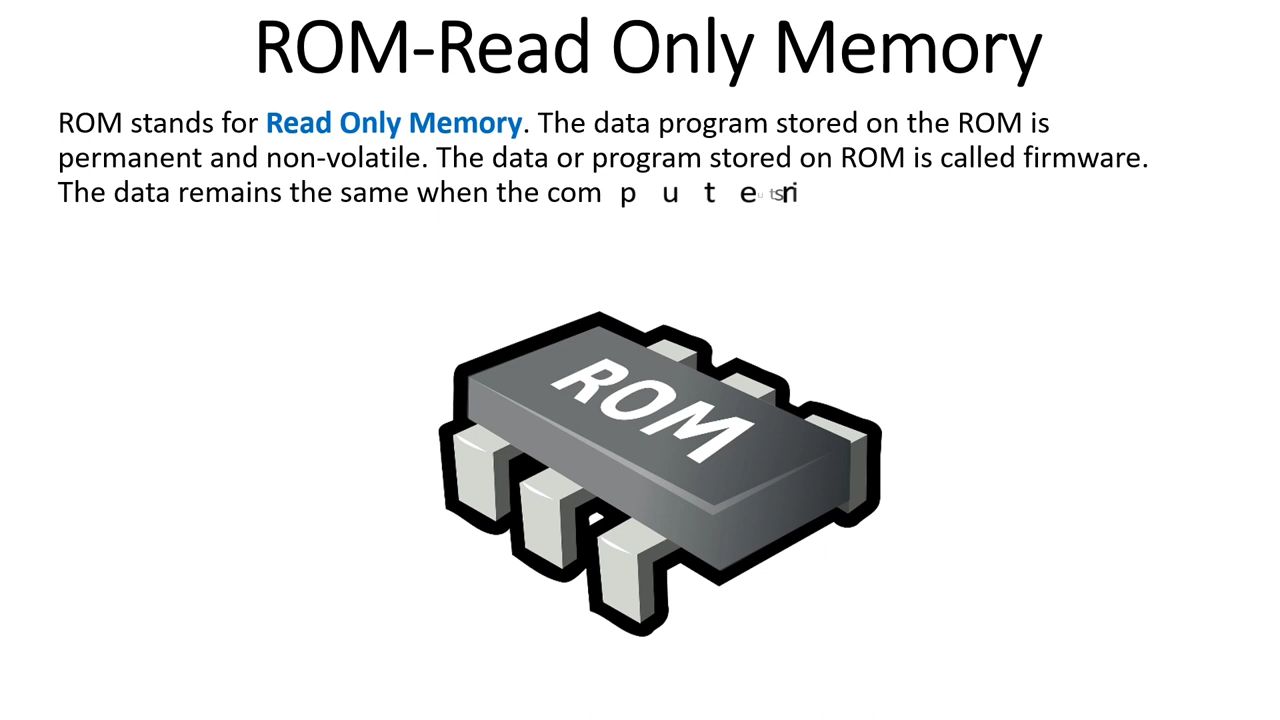 ROM-Read Only Memory
ROM stands for Read Only Memory. The data program stored on the ROM is
permanent and non-volatile. The data or program stored on ROM is called firmware.
The data remains the same when the com p u t e
ROM